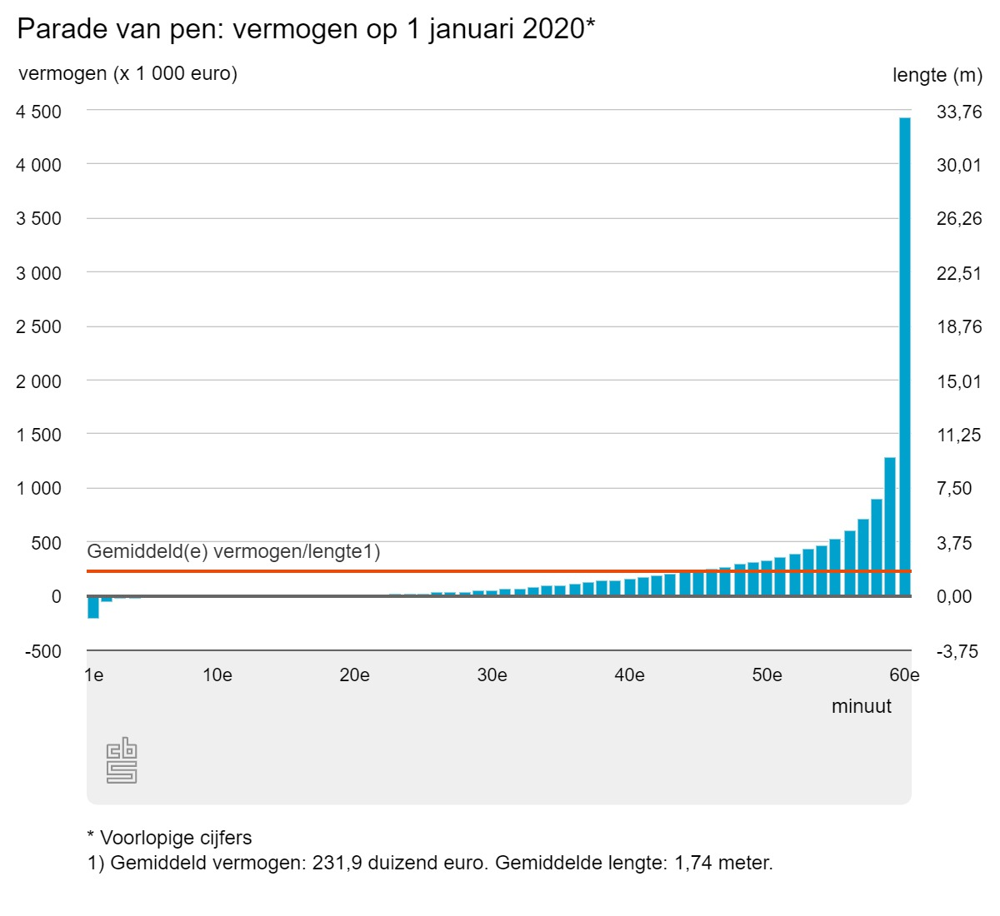 Parade van pen: vermogen op 1 januari 2020*
vermogen (x 1 000 euro)
lengte (m)
4 500
33,76
4 000
30,01
3 500
26,26
3 000
22,51
2 500
18,76
2 000
15,01
1 500
11,25
1 000
7,50
500
3,75
Gemiddeld(e) vermogen/lengte1)
0
0,00
-500
-3,75
1e 10e 20e 30e 40e 50e 60e
minuut
cbs
* Voorlopige cijfers
1) Gemiddeld vermogen: 231,9 duizend euro. Gemiddelde lengte: 1,74 meter.